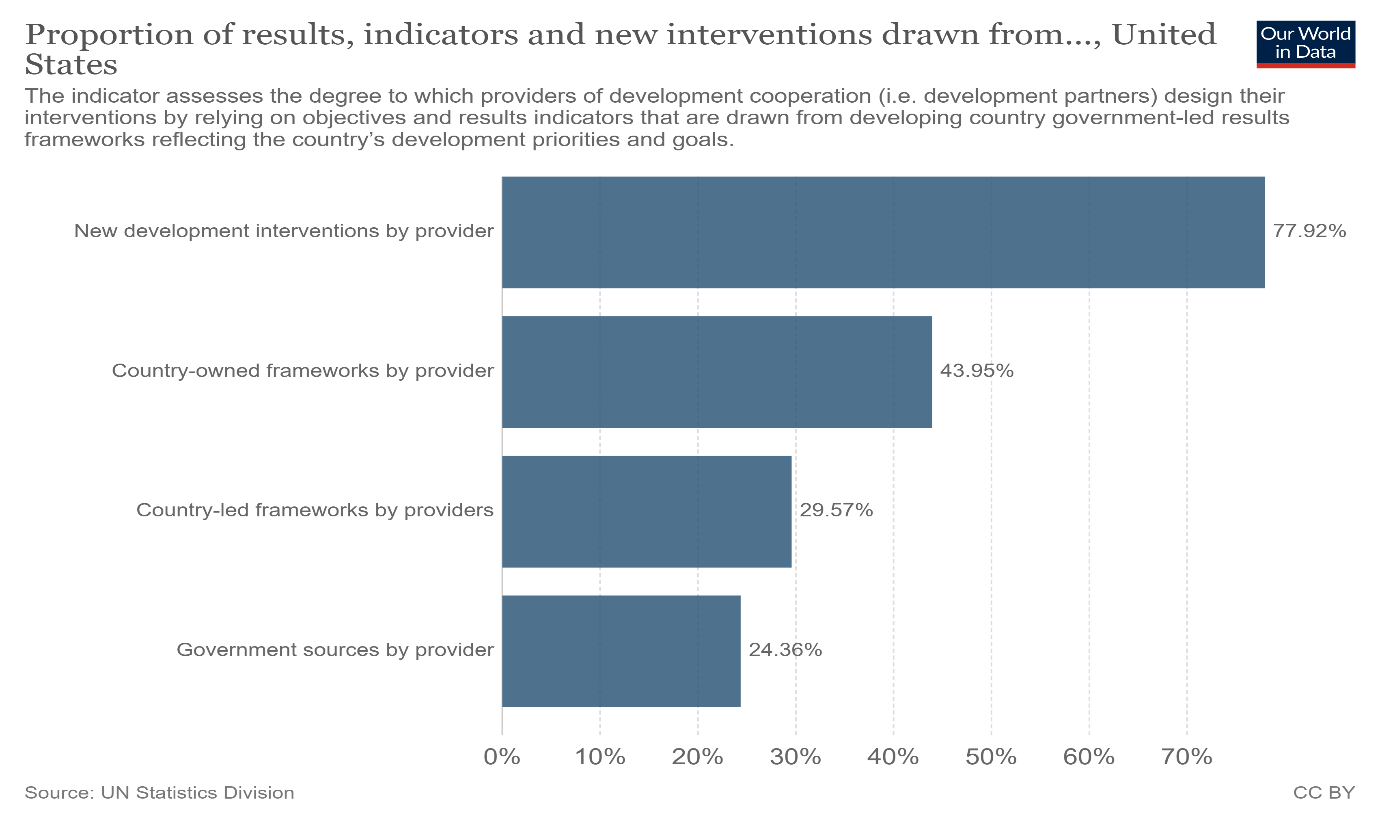 Proportion of results, indicators and new interventions drawn from..., United
States
Our World
in Data
The indicator assesses the degree to which providers of development cooperation (i.e. development partners) design their
interventions by relying on objectives and results indicators that are drawn from developing country government-led results
frameworks reflecting the country’s development priorities and goals.
New development interventions by provider
77.92%
Country-owned frameworks by provider
43.95%
Country-led frameworks by providers
29.57%
Government sources by provider
24.36%
0% 10% 20% 30% 40% 50% 60% 70%
Source: UN Statistics Division
CC BY